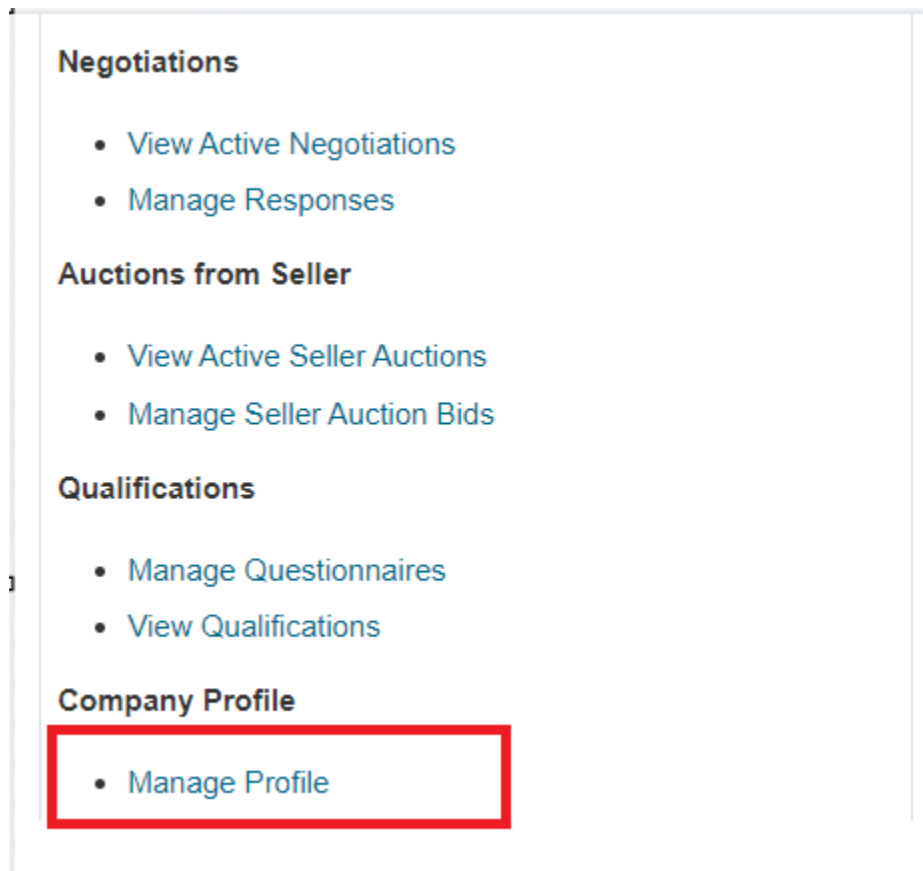 Negotiations
View Active Negotiations
Manage Responses
Auctions from Seller
View Active Seller Auctions
Manage Seller Auction Bids
Qualifications
Manage Questionnaires
View Qualifications
Company Profile
Manage Profile